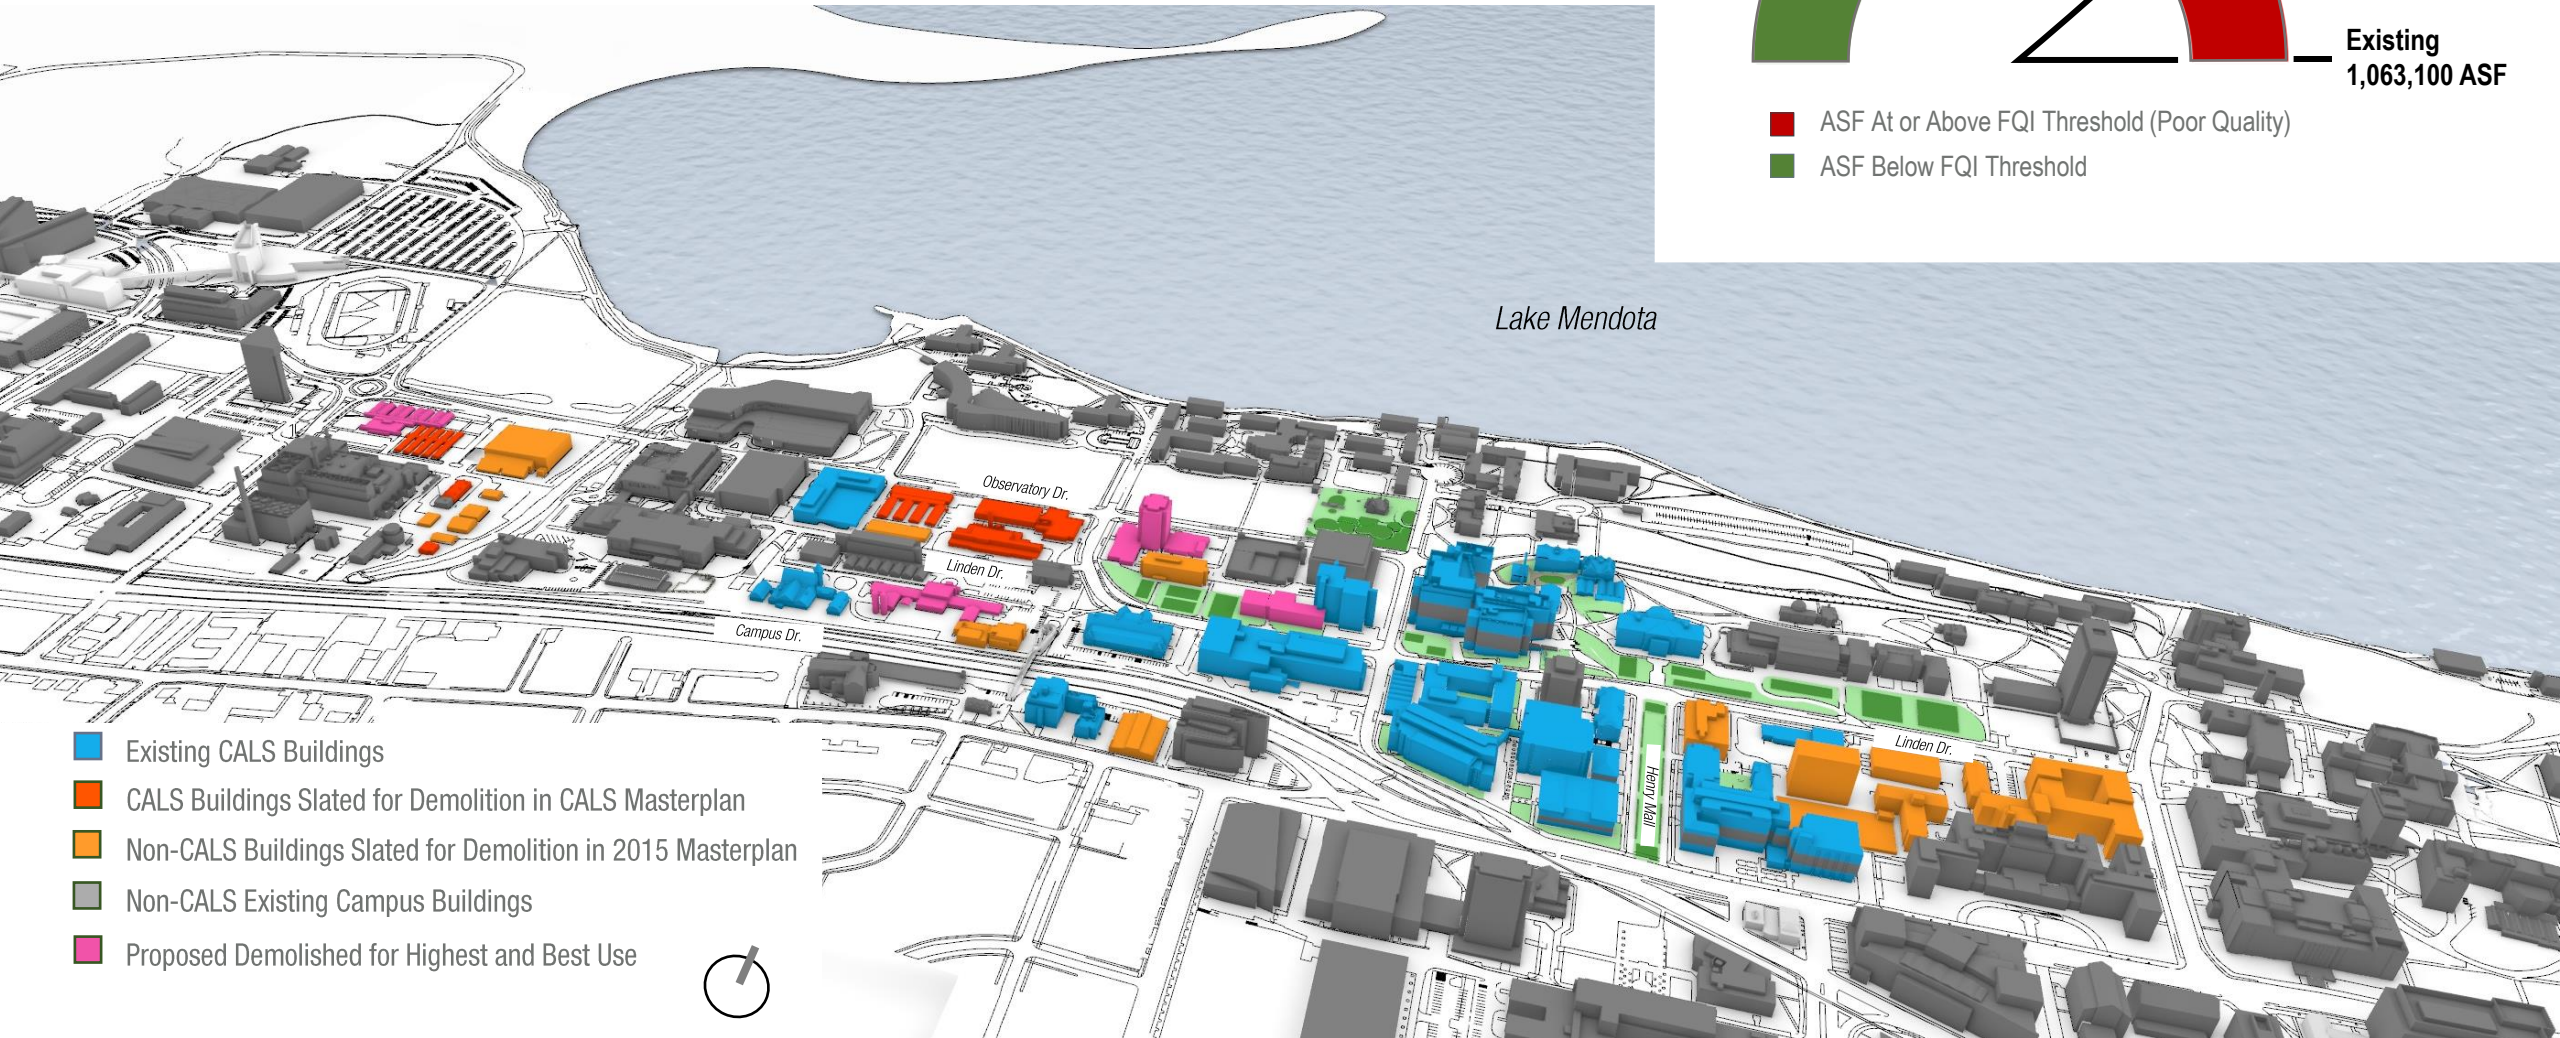 Existing
1,063,100 ASF
ASF At or Above FQI Threshold (Poor Quality)
ASF Below FQI Threshold
Lake Mendota
Observatory Dr.
Linden Dr.
Campus Dr.
Linden Dr.
Henry Mall
Existing CALS Buildings
CALS Buildings Slated for Demolition in CALS Masterplan
Non-CALS Buildings Slated for Demolition in 2015 Masterplan
Non-CALS Existing Campus Buildings
Proposed Demolished for Highest and Best Use